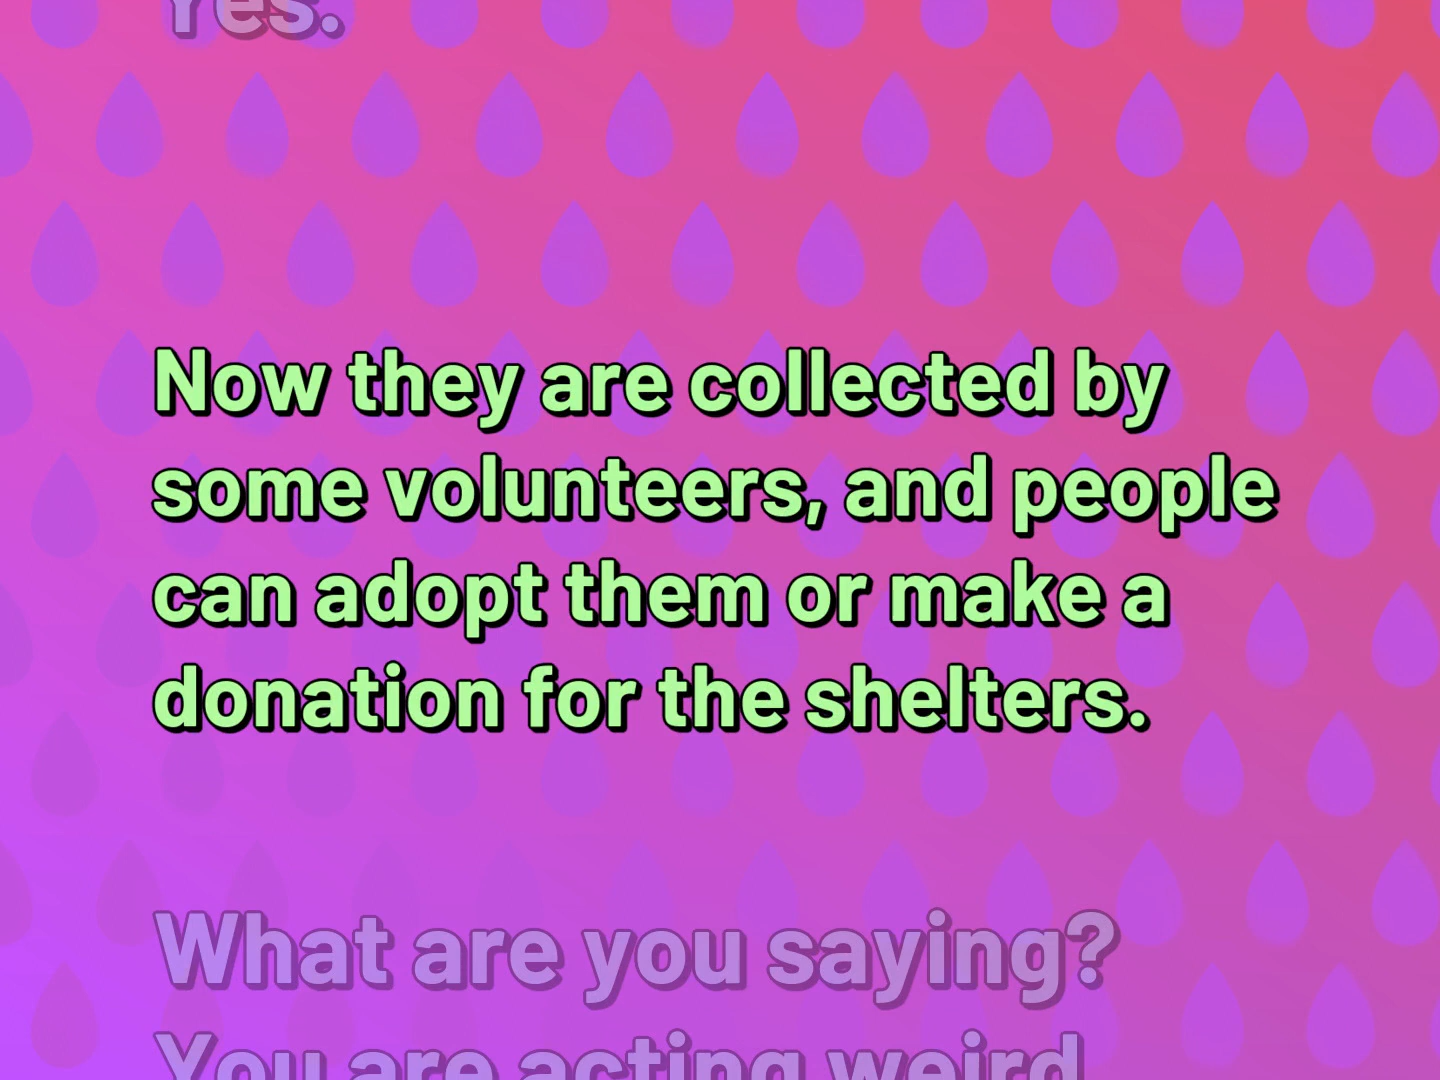 Yes.
Now they are collected by
some volunteers, and people
can adopt them or make a
donation for the shelters.
What are you saying?
You are acting weird